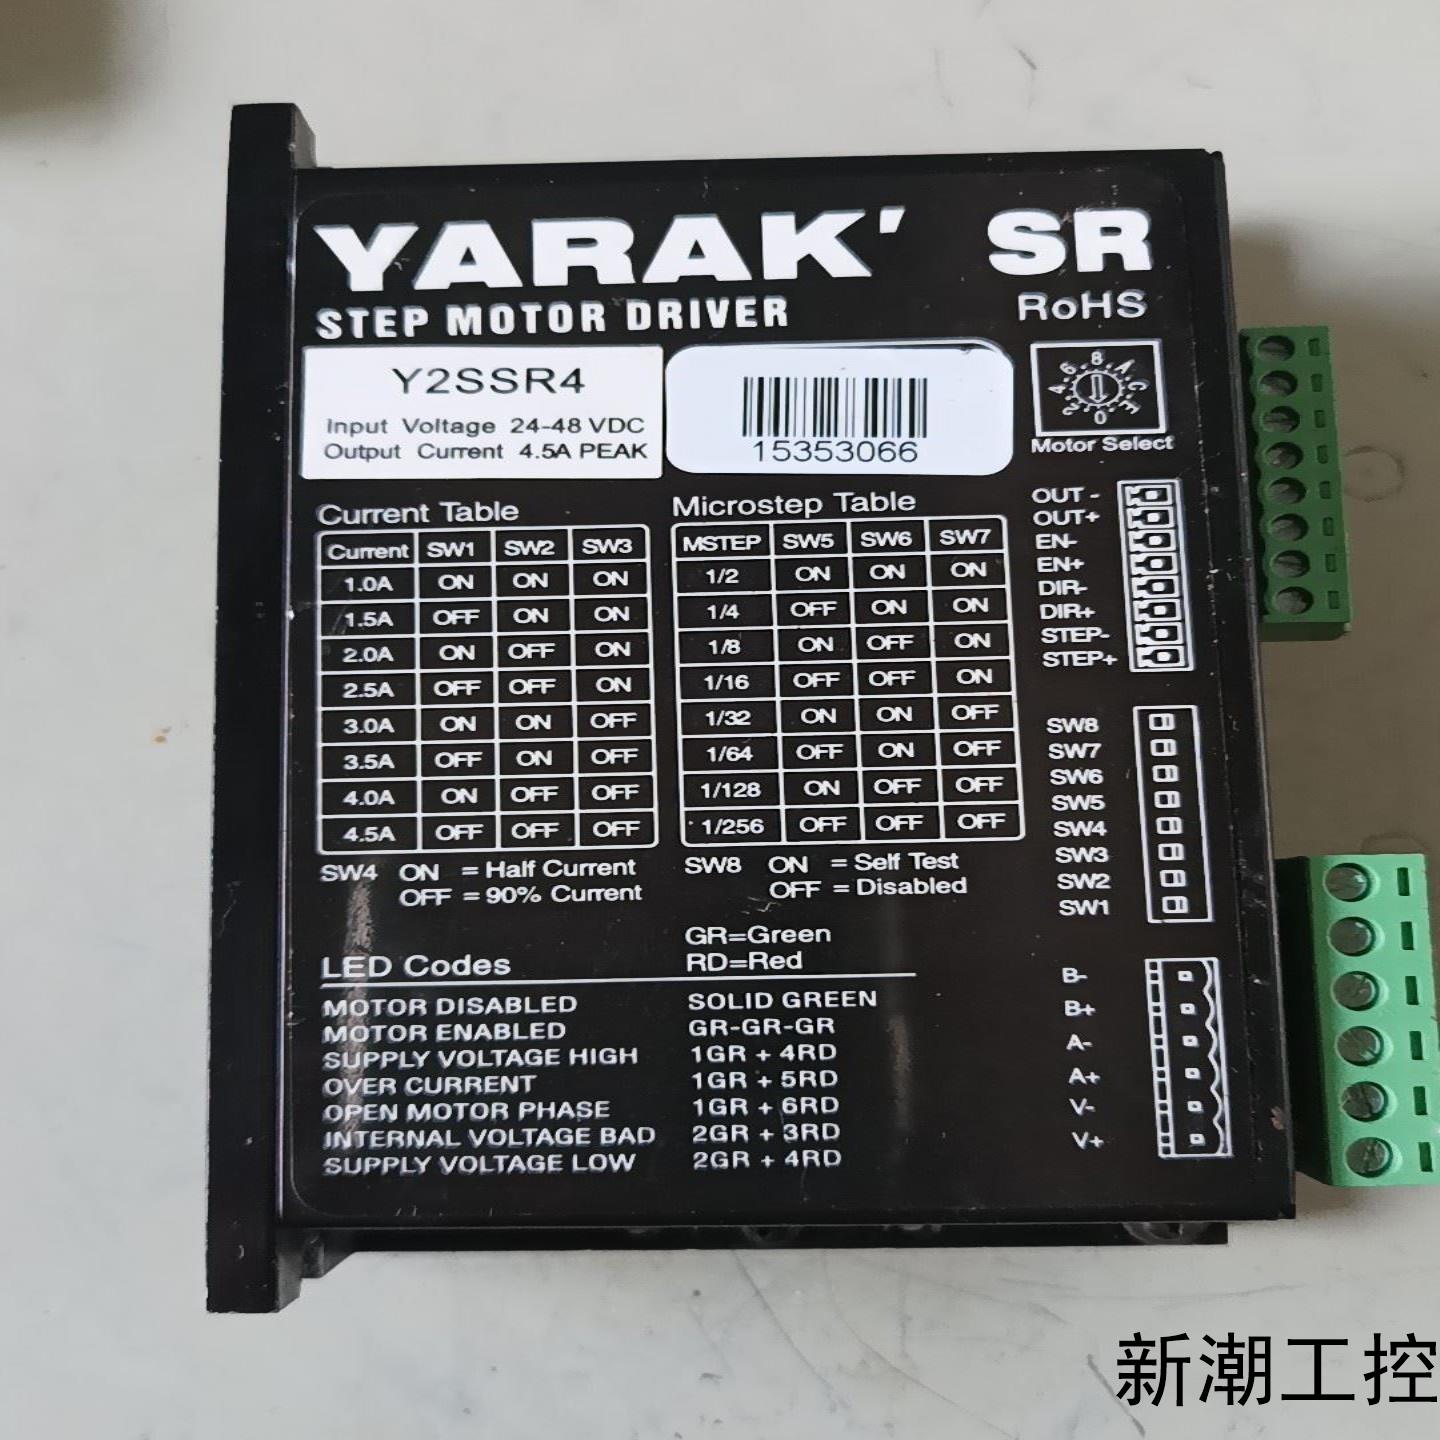 YARAK' SR
STEP MOTOR DRIVER
RoHS
Y2SSR4
Input Voltage 24-48 VDC
Output Current 4.5A PEAK
15353066
2 4 6 8 A C E 0
Motor Select
Current Table
Current SW1 SW2 SW3
1.0A ON ON ON
1.5A OFF ON ON
2.0A ON OFF ON
2.5A OFF OFF ON
3.0A ON ON OFF
3.5A OFF ON OFF
4.0A ON OFF OFF
4.5A OFF OFF OFF
SW4 ON = Half Current
OFF = 90% Current
Microstep Table
MSTEP SW5 SW6 SW7
1/2 ON ON ON
1/4 OFF ON ON
1/8 ON OFF ON
1/16 OFF OFF ON
1/32 ON ON OFF
1/64 OFF ON OFF
1/128 ON OFF OFF
1/256 OFF OFF OFF
SW8 ON = Self Test
OFF = Disabled
GR=Green
RD=Red
LED Codes
MOTOR DISABLED SOLID GREEN
MOTOR ENABLED GR-GR-GR
SUPPLY VOLTAGE HIGH 1GR + 4RD
OVER CURRENT 1GR + 5RD
OPEN MOTOR PHASE 1GR + 6RD
INTERNAL VOLTAGE BAD 2GR + 3RD
SUPPLY VOLTAGE LOW 2GR + 4RD
OUT -
OUT+
EN-
EN+
DIR-
DIR+
STEP-
STEP+
SW8
SW7
SW6
SW5
SW4
SW3
SW2
SW1
B-
B+
A-
A+
V-
V+
新潮工控